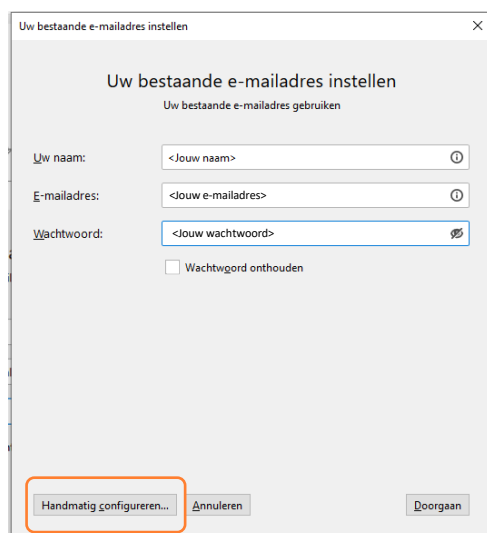 Uw bestaande e-mailadres instellen
Uw bestaande e-mailadres instellen
Uw bestaande e-mailadres gebruiken
Uw naam:
<Jouw naam>
E-mailadres:
<Jouw e-mailadres>
Wachtwoord:
<Jouw wachtwoord>
Wachtwoord onthouden
Handmatig configureren... Annuleren Doorgaan